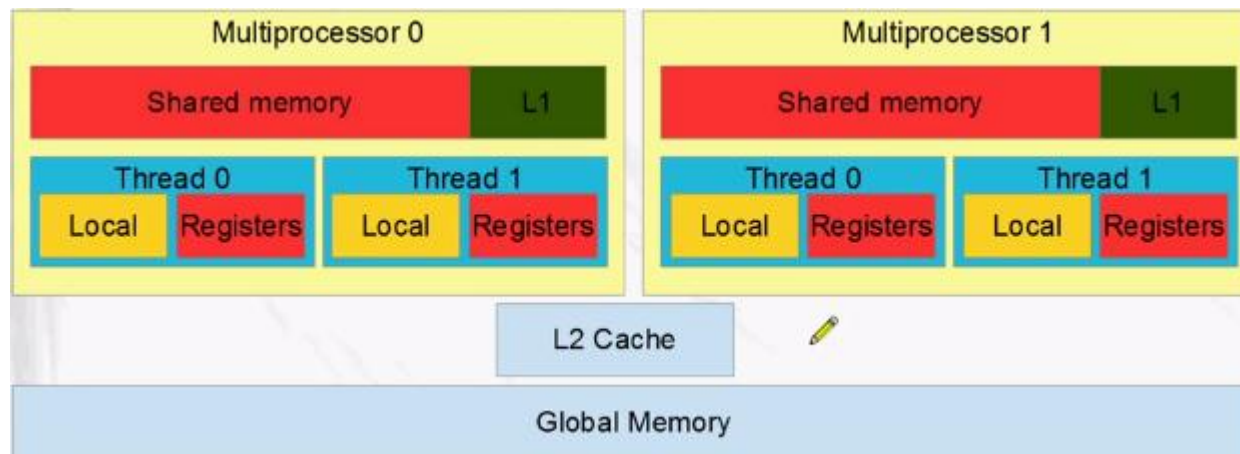 Multiprocessor 0
Shared memory L1
Thread 0 Thread 1
Local Registers Local Registers
Multiprocessor 1
Shared memory L1
Thread 0 Thread 1
Local Registers Local Registers
L2 Cache
Global Memory